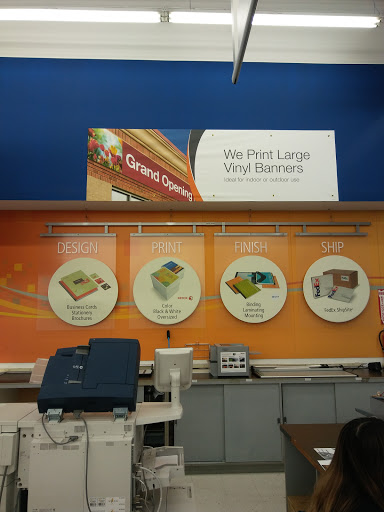 Grand Opening
We Print Large
Vinyl Banners
Ideal for indoor or outdoor use
DESIGN
PRINT
FINISH
SHIP
Business Cards
Stationery
Brochures
Color
Black & White
Oversized
Binding
Laminating
Mounting
FedEx ShipSite